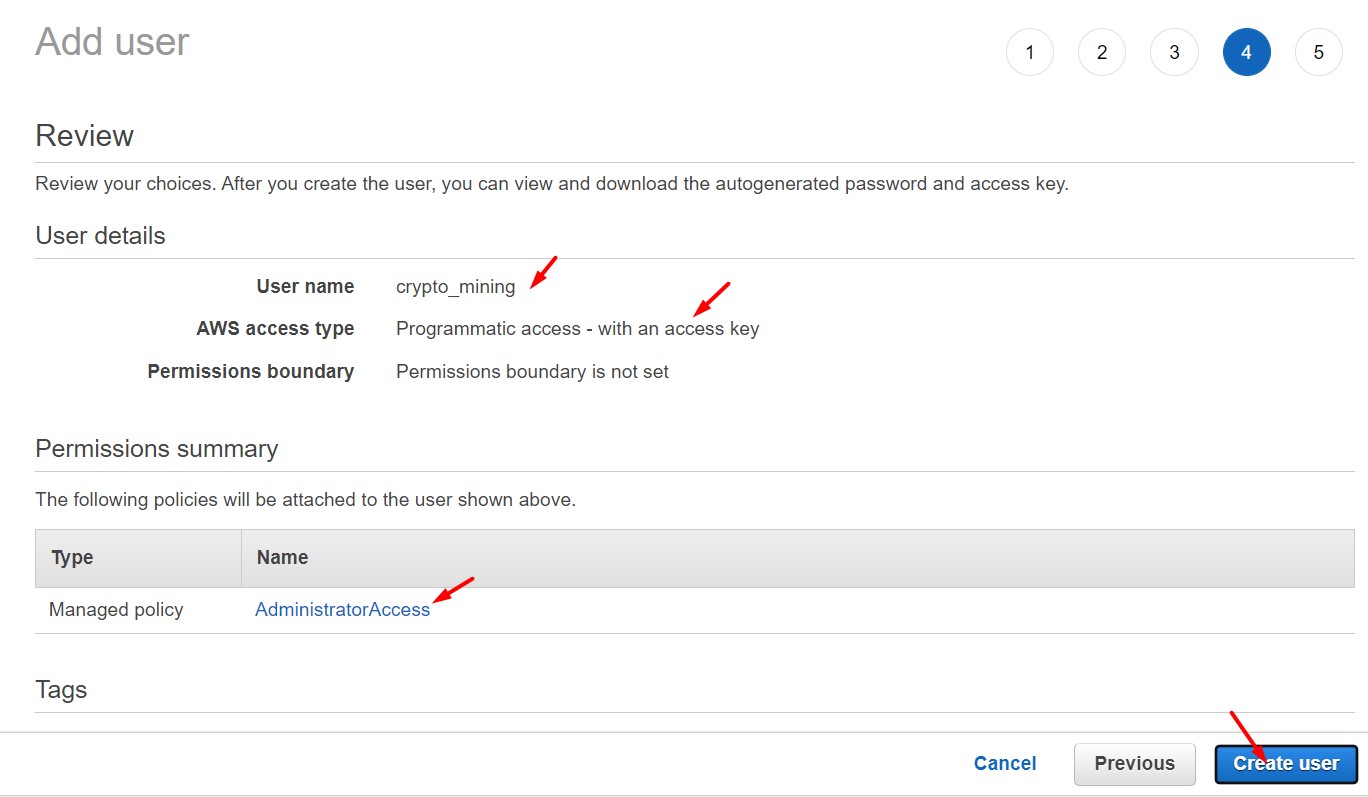 Add user
1 2 3 4 5
Review
Review your choices. After you create the user, you can view and download the autogenerated password and access key.
User details
User name crypto_mining
AWS access type Programmatic access - with an access key
Permissions boundary Permissions boundary is not set
Permissions summary
The following policies will be attached to the user shown above.
Type Name
Managed policy AdministratorAccess
Tags
Cancel Previous Create user